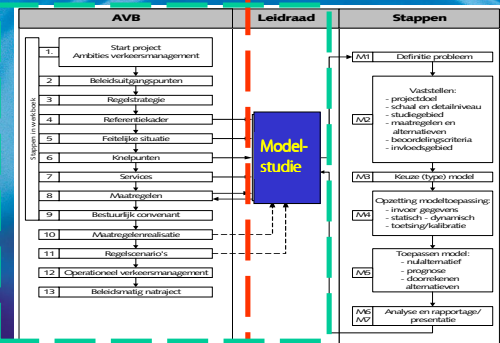 AVB
Leidraad
Stappen
Stappen in werkboek
1.
Start project
Ambities verkeersmanagement
2
Beleidsuitgangspunten
3
Regelstrategie
4
Referentiekader
5
Feitelijke situatie
6
Knelpunten
7
Services
8
Maatregelen
9
Bestuurlijk convenant
10
Maatregelenrealisatie
11
Regelscenario's
12
Operationeel verkeersmanagement
13
Beleidsmatig natraject
Model-
studie
M1
Definitie probleem
M2
Vaststellen:
- projectdoel
- schaal en detailniveau
- studiegebied
- maatregelen en
alternatieven
- beoordelingscriteria
- invloedsgebied
M3
Keuze (type) model
M4
Opzetting modeltoepassing:
- invoer gegevens
- statisch - dynamisch
- toetsing/kalibratie
M5
Toepassen model:
- nulalternatief
- prognose
- doorrekenen
alternatieven
M6
M7
Analyse en rapportage/
presentatie